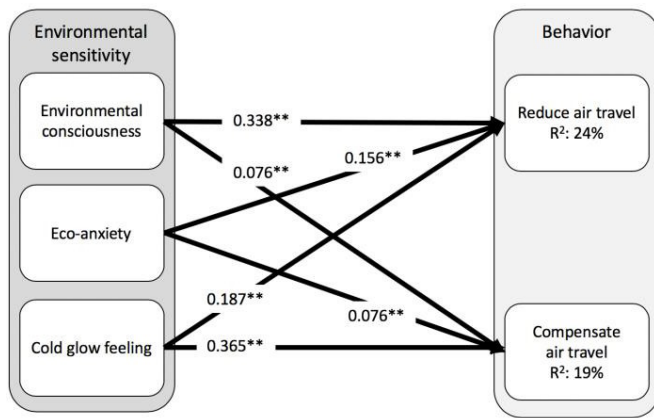 Environmental
sensitivity
Behavior
Environmental
consciousness
Reduce air travel
R²: 24%
0.338**
0.156**
0.076**
Eco-anxiety
0.187**
0.076**
Cold glow feeling
0.365**
Compensate
air travel
R²: 19%